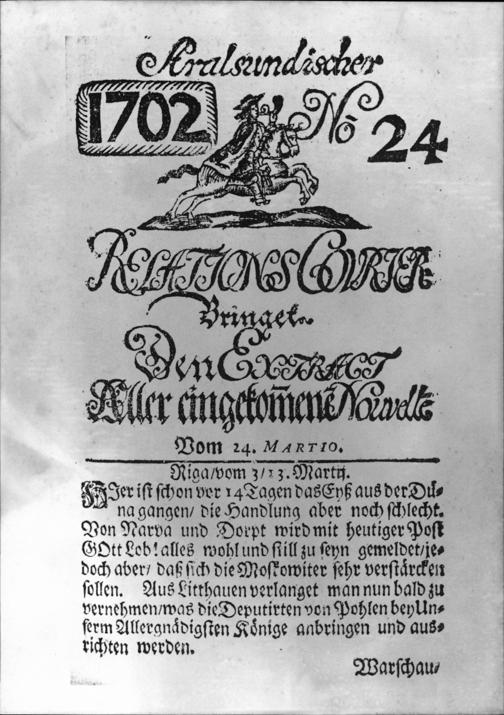 Stralsundischer
1702
No 24
RELATIONS COURIER
Bringet
Den EXTRACT
Aller eingekom̄enē Nouvelle
Vom 24. MARTIO.
Riga/vom 3/13. Martij.
HIer ist schon vor 14 Tagen das Eyß aus der Dü-
na gangen/ die Handlung aber noch schlecht.
Von Narva und Dorpt wird mit heutiger Post
GOtt Lob! alles wohl und still zu seyn gemeldet/je-
doch aber/ daß sich die Moskowiter sehr verstärcken
sollen. Aus Litthauen verlanget man nun bald zu
vernehmen/was die Deputirten von Pohlen bey Un-
serm Allergnädigsten Könige anbringen und aus-
richten werden.
Warschau/